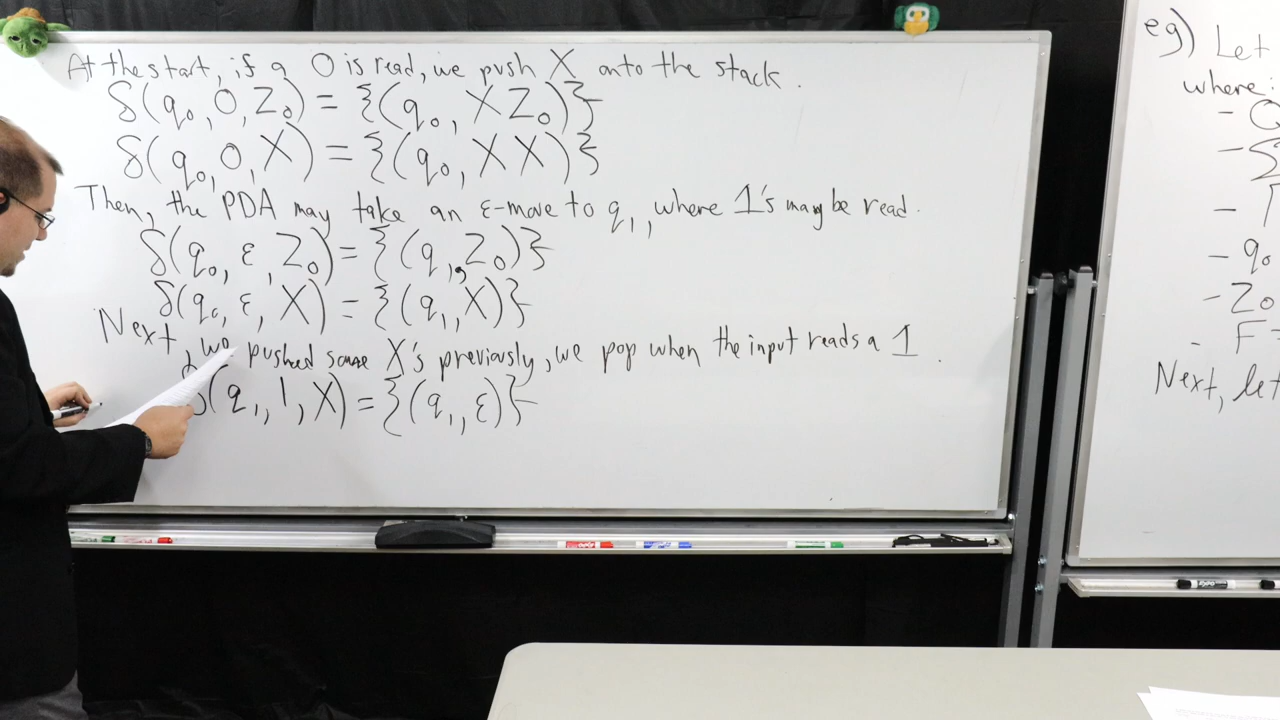 At the start, if a 0 is read, we push X onto the stack.
δ(q₀, 0, Z₀) = {(q₀, XZ₀)}
δ(q₀, 0, X) = {(q₀, XX)}
Then, the PDA may take an ε-move to q₁, where 1's may be read.
δ(q₀, ε, Z₀) = {(q₁, Z₀)}
δ(q₀, ε, X) = {(q₁, X)}
Next, we pushed some X's previously, we pop when the input reads a 1.
δ(q₁, 1, X) = {(q₁, ε)}
eg) Let
where:
- Q
- Σ
- Γ
- q₀
- Z₀
- F =
Next, let